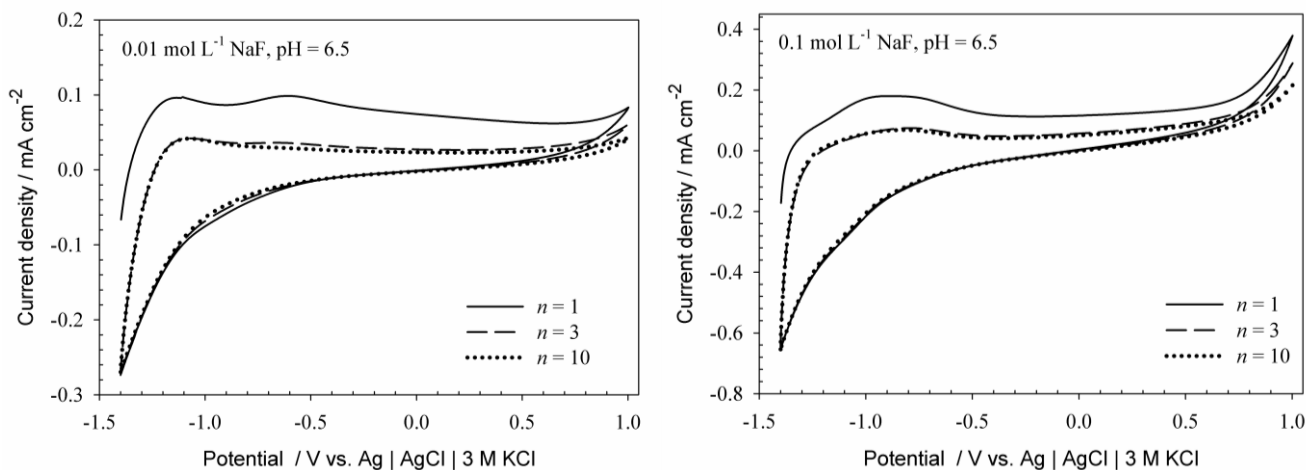 0.01 mol L⁻¹ NaF, pH = 6.5
0.2
0.1
0.0
-0.1
-0.2
-0.3
Current density / mA cm⁻²
n = 1
n = 3
n = 10
-1.5 -1.0 -0.5 0.0 0.5 1.0
Potential / V vs. Ag | AgCl | 3 M KCl
0.1 mol L⁻¹ NaF, pH = 6.5
0.4
0.2
0.0
-0.2
-0.4
-0.6
-0.8
Current density / mA cm⁻²
n = 1
n = 3
n = 10
-1.5 -1.0 -0.5 0.0 0.5 1.0
Potential / V vs. Ag | AgCl | 3 M KCl